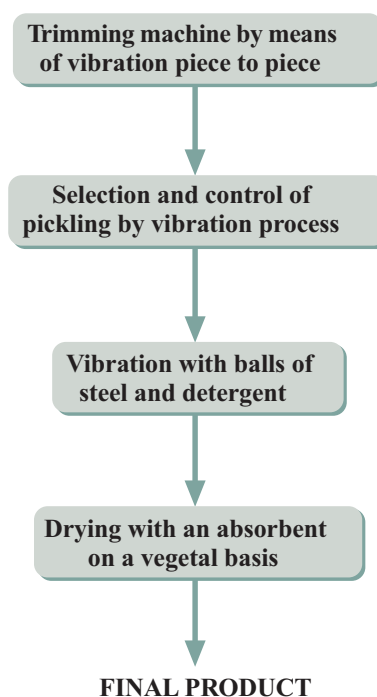 Trimming machine by means
of vibration piece to piece
Selection and control of
pickling by vibration process
Vibration with balls of
steel and detergent
Drying with an absorbent
on a vegetal basis
FINAL PRODUCT